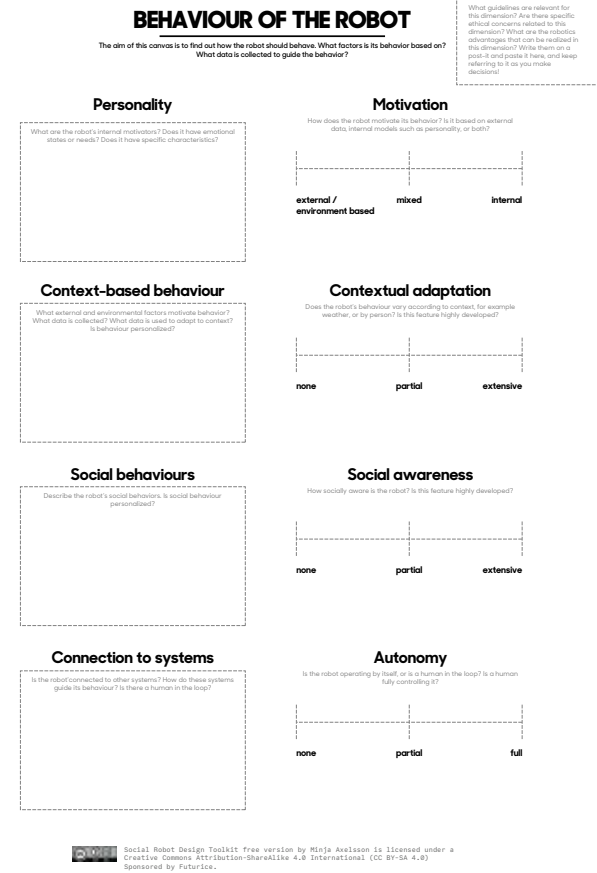 BEHAVIOUR OF THE ROBOT
The aim of this canvas is to find out how the robot should behave. What factors is its behavior based on?
What data is collected to guide the behavior?
What guidelines are relevant for
this dimension? Are there specific
ethical concerns related to this
dimension? What are the robotics
advantages that can be realized in
this dimension? Write them on a
post-it and paste it here, and keep
referring to it as you make
decisions!
Personality
What are the robot's internal motivators? Does it have emotional
states or needs? Does it have specific characteristics?
Motivation
How does the robot motivate its behavior? Is it based on external
data, internal models such as personality, or both?
external /
environment based
mixed
internal
Context-based behaviour
What external and environmental factors motivate behavior?
What data is collected? What data is used to adapt to context?
Is behaviour personalized?
Contextual adaptation
Does the robot's behaviour vary according to context, for example
weather, or by person? Is this feature highly developed?
none
partial
extensive
Social behaviours
Describe the robot's social behaviors. Is social behaviour
personalized?
Social awareness
How socially aware is the robot? Is this feature highly developed?
none
partial
extensive
Connection to systems
Is the robot connected to other systems? How do these systems
guide its behaviour? Is there a human in the loop?
Autonomy
Is the robot operating by itself, or is a human in the loop? Is a human
fully controlling it?
none
partial
full
Social Robot Design Toolkit free version by Minja Axelsson is licensed under a
Creative Commons Attribution-ShareAlike 4.0 International (CC BY-SA 4.0)
Sponsored by Futurice.